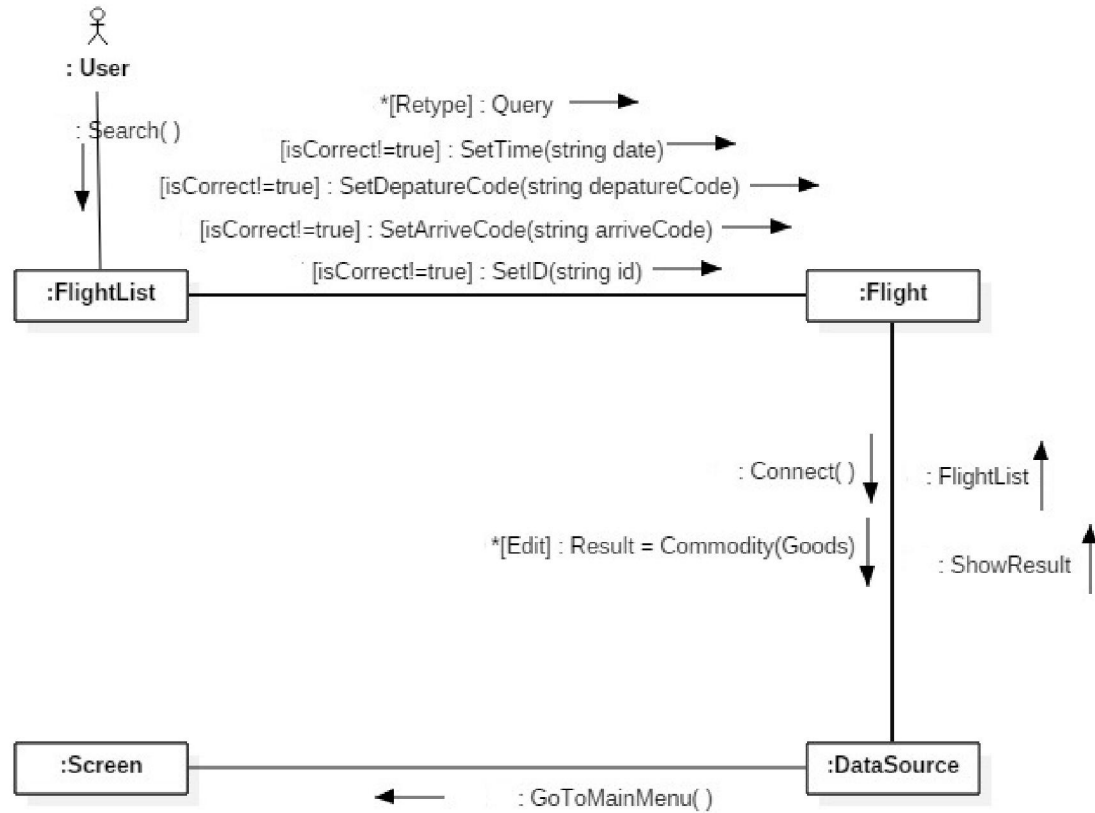 : User
: Search( )
*[Retype] : Query
[isCorrect!=true] : SetTime(string date)
[isCorrect!=true] : SetDepatureCode(string depatureCode)
[isCorrect!=true] : SetArriveCode(string arriveCode)
[isCorrect!=true] : SetID(string id)
:FlightList
:Flight
: Connect( )
: FlightList
*[Edit] : Result = Commodity(Goods)
: ShowResult
:Screen
:DataSource
: GoToMainMenu( )